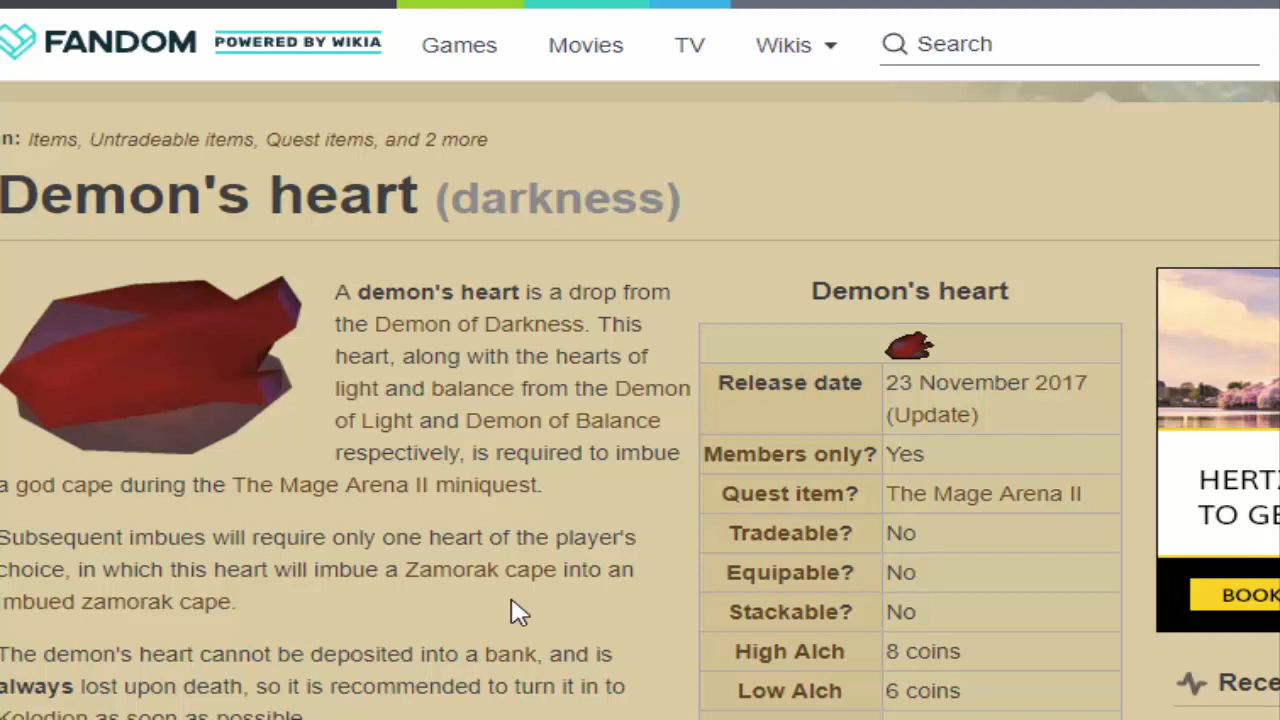 FANDOM POWERED BY WIKIA Games Movies TV Wikis Search
n: Items, Untradeable items, Quest items, and 2 more
Demon's heart (darkness)
A demon's heart is a drop from
the Demon of Darkness. This
heart, along with the hearts of
light and balance from the Demon
of Light and Demon of Balance
respectively, is required to imbue
a god cape during the The Mage Arena II miniquest.
Subsequent imbues will require only one heart of the player's
choice, in which this heart will imbue a Zamorak cape into an
imbued zamorak cape.
The demon's heart cannot be deposited into a bank, and is
always lost upon death, so it is recommended to turn it in to
Kolodion as soon as possible.
Demon's heart
Release date 23 November 2017
(Update)
Members only? Yes
Quest item? The Mage Arena II
Tradeable? No
Equipable? No
Stackable? No
High Alch 8 coins
Low Alch 6 coins
HERTZ
TO GE
BOOK
Rece